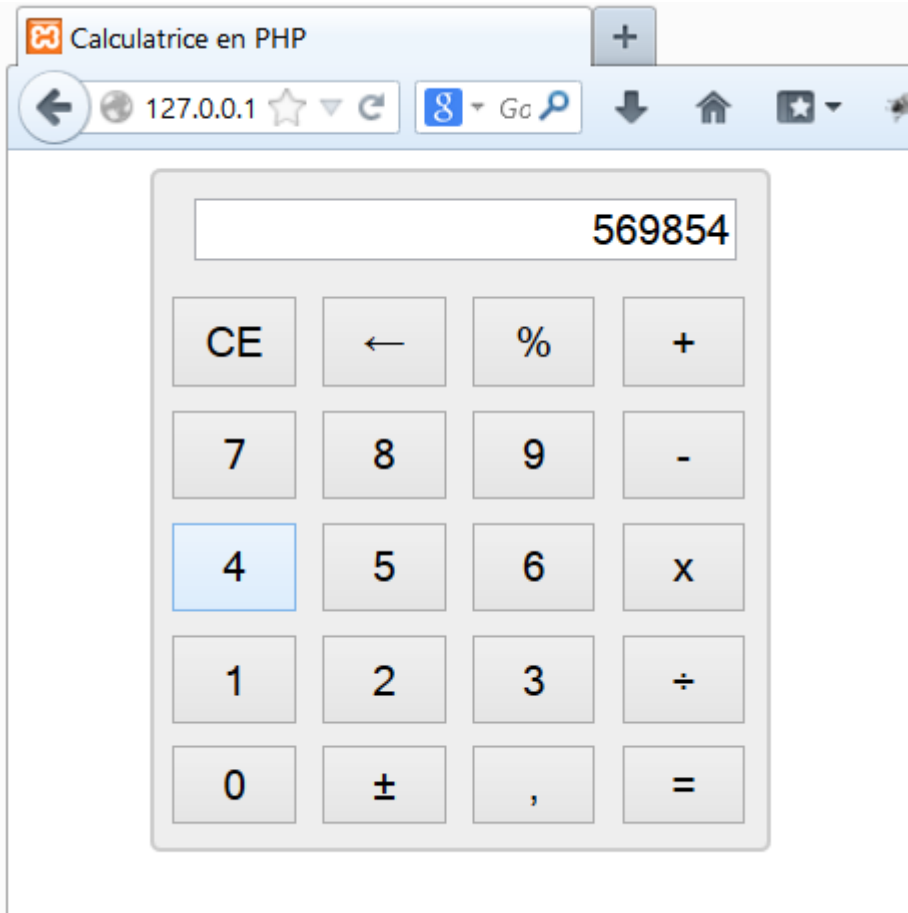 Calculatrice en PHP +
127.0.0.1 8 Go
569854
CE ← % +
7 8 9 -
4 5 6 x
1 2 3 ÷
0 ± , =